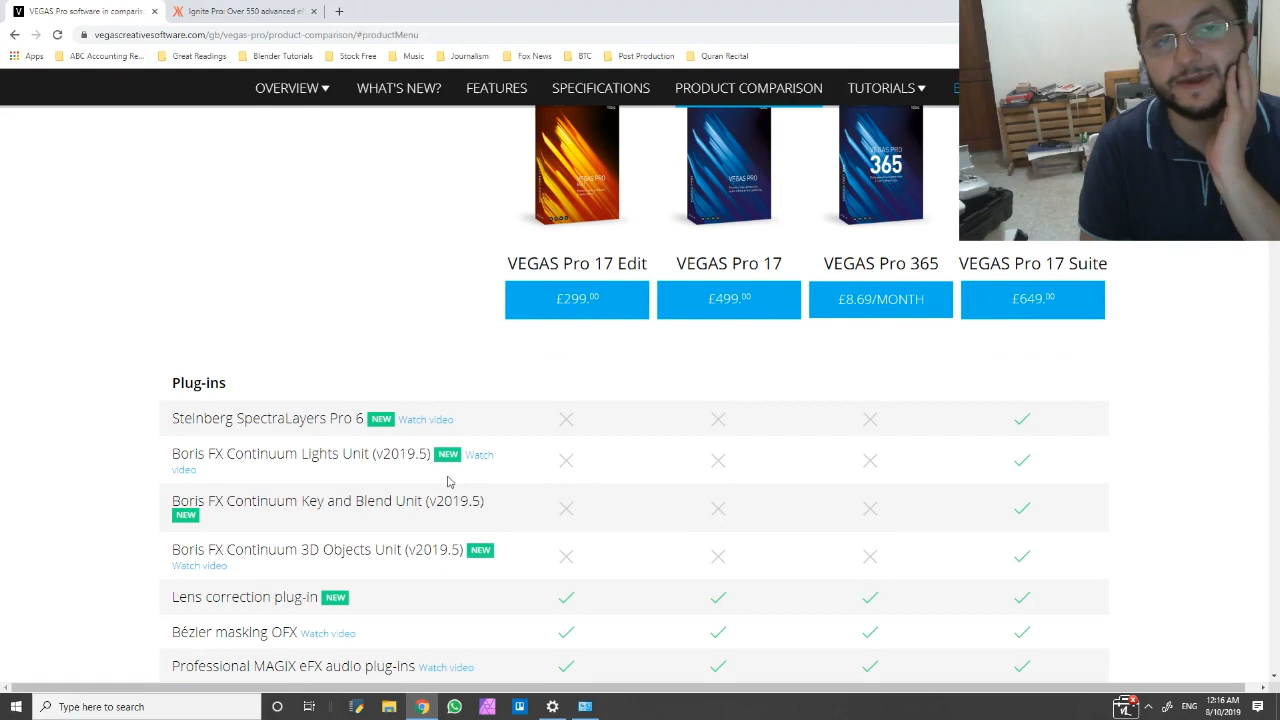 VEGAS Pro software in comparis
Ignite Pro: Over 550 advanced ef
vegascreativesoftware.com/gb/vegas-pro/product-comparison/#productMenu
Apps ABC Accounting Re... Great Readings Blender Tutorials Stock Free Music Journalism Fox News BTC Post Production Quran Recital
OVERVIEW WHAT'S NEW? FEATURES SPECIFICATIONS PRODUCT COMPARISON TUTORIALS
VEGAS PRO VEGAS PRO VEGAS PRO
365
VEGAS Pro 17 Edit VEGAS Pro 17 VEGAS Pro 365 VEGAS Pro 17 Suite
£299.00 £499.00 £8.69/MONTH £649.00
Plug-ins
Steinberg SpectraLayers Pro 6 NEW Watch video
Boris FX Continuum Lights Unit (v2019.5) NEW Watch
video
Boris FX Continuum Key and Blend Unit (v2019.5)
NEW
Boris FX Continuum 3D Objects Unit (v2019.5) NEW
Watch video
Lens correction plug-in NEW
Bézier masking OFX Watch video
Professional MAGIX eFX audio plug-ins Watch video
Type here to search
ENG
12:16 AM
8/10/2019